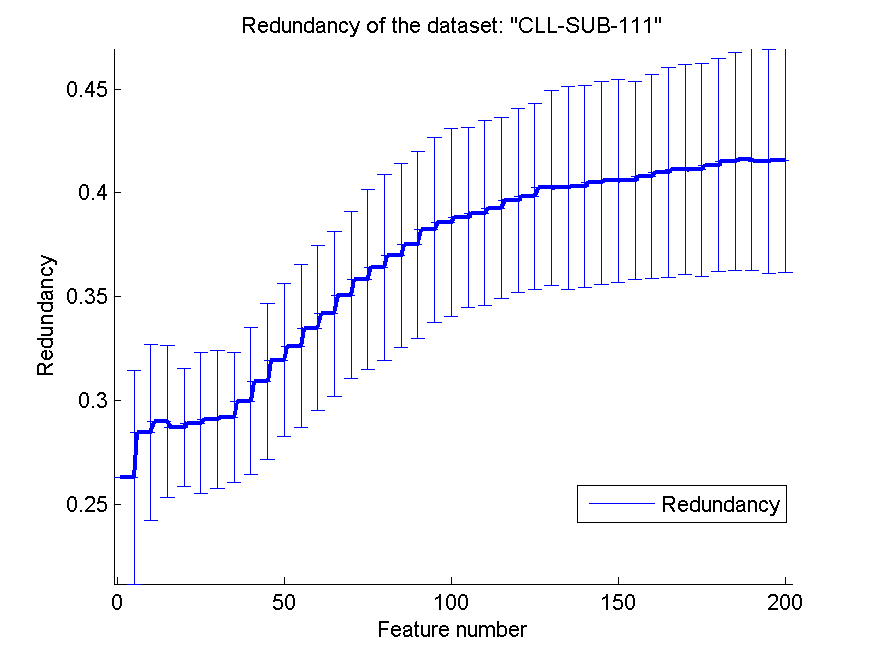 Redundancy of the dataset: "CLL-SUB-111"
0.45
0.4
0.35
0.3
0.25
Redundancy
Redundancy
0
50
100
150
200
Feature number